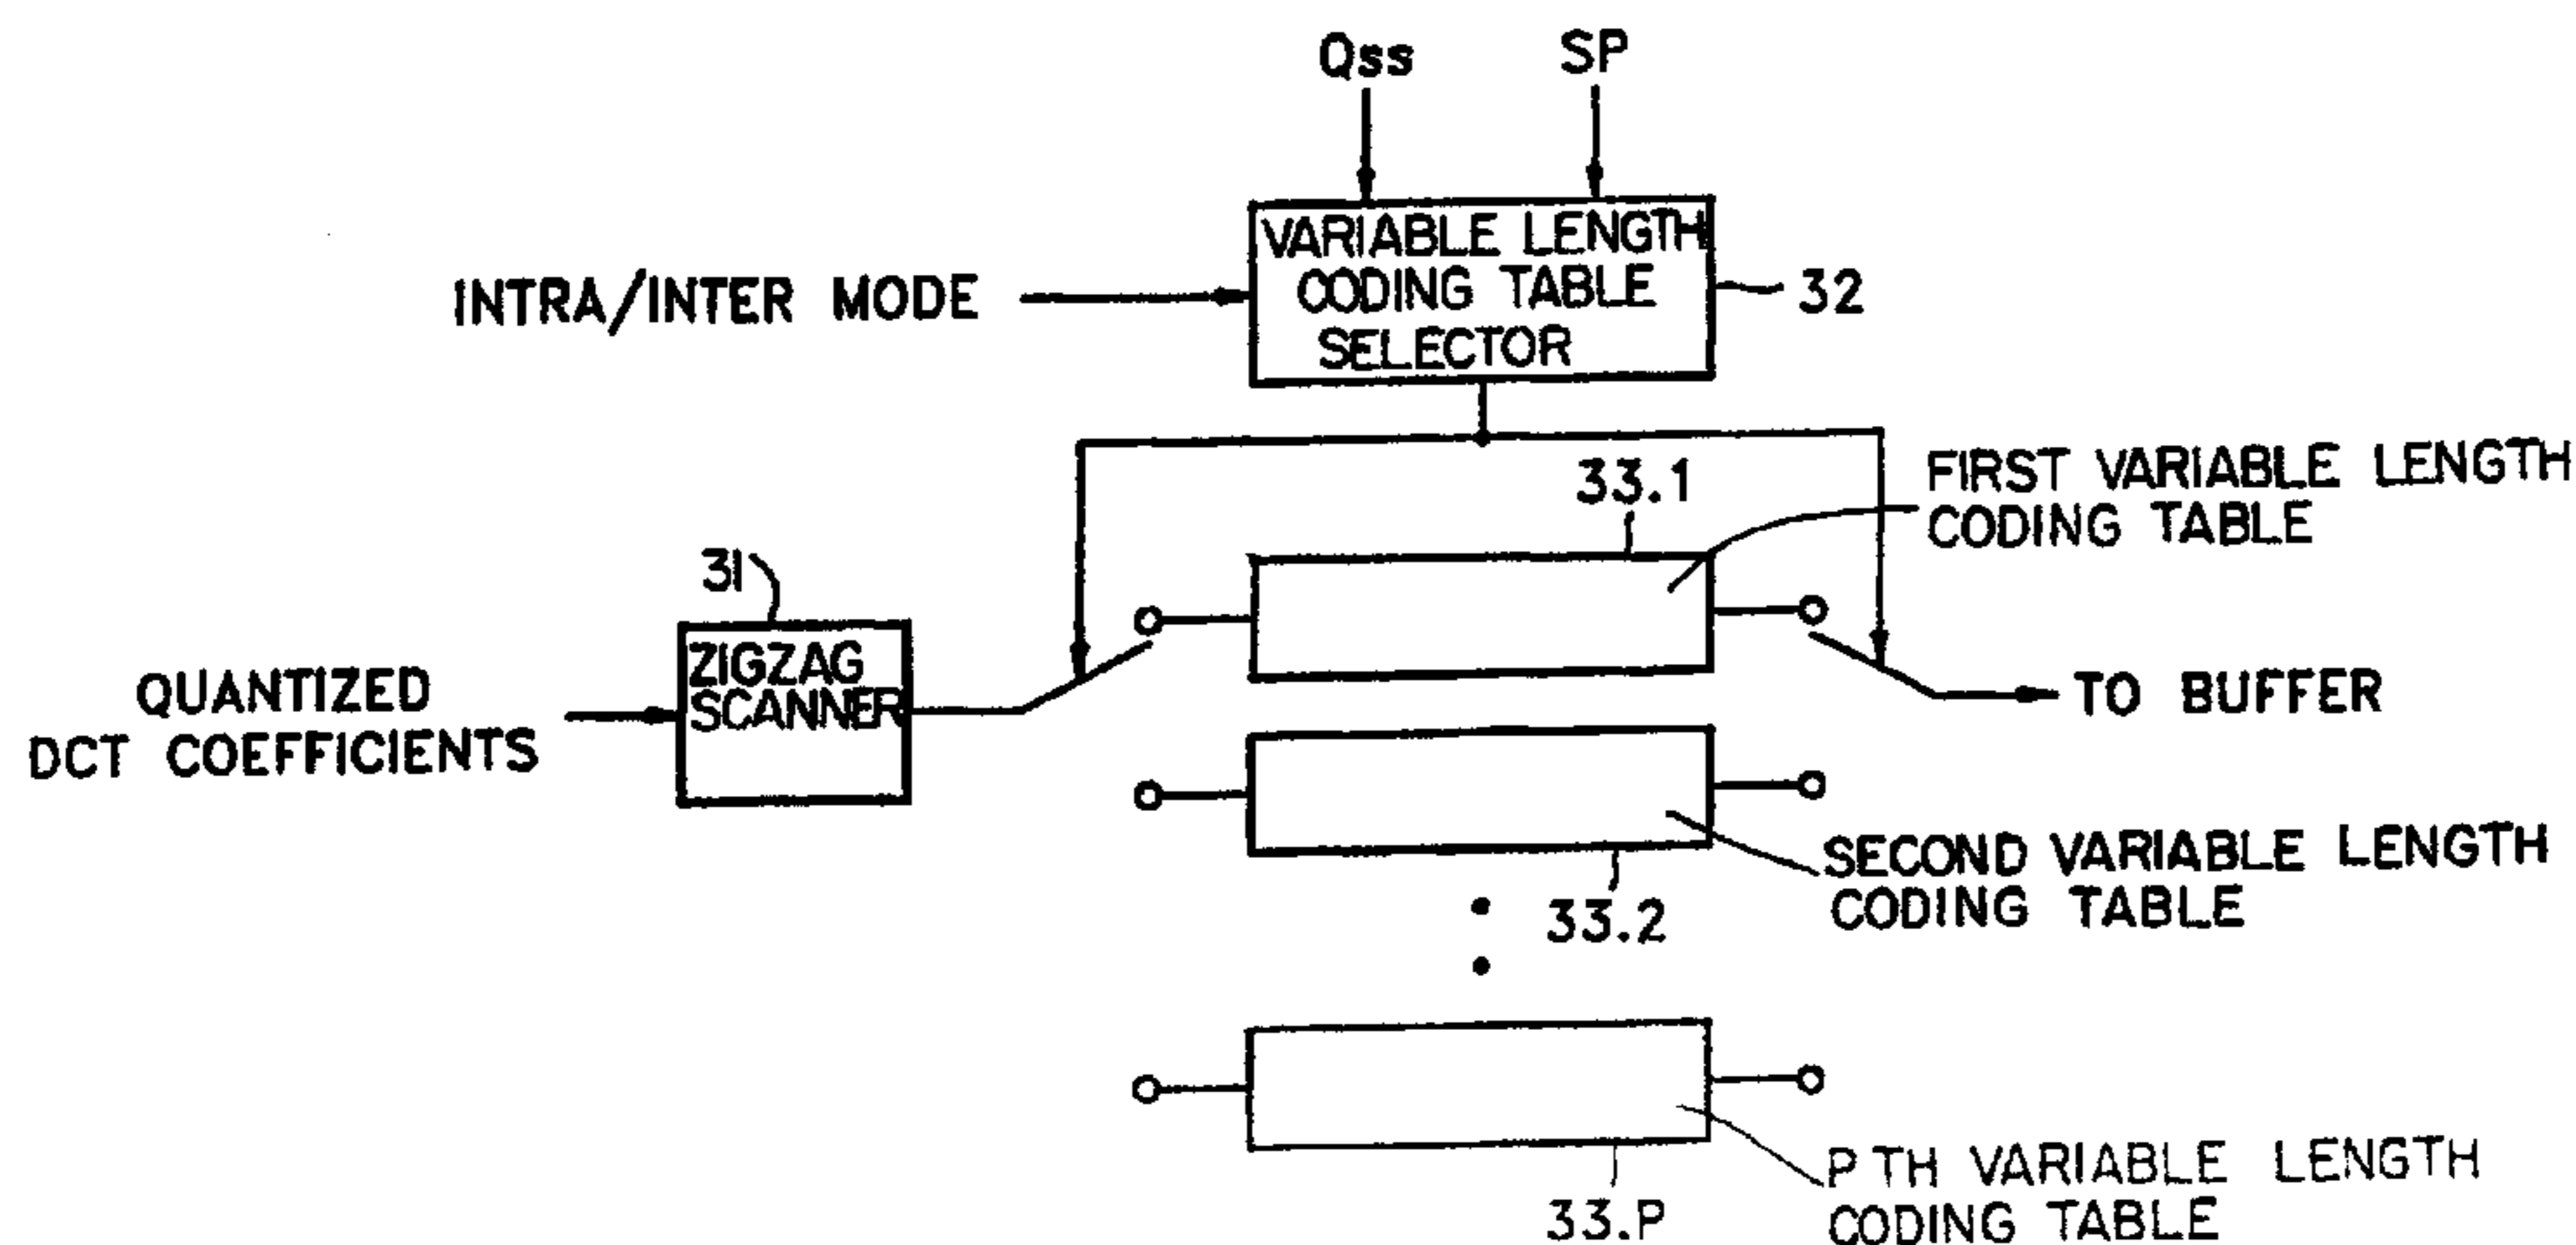 Qss
SP
VARIABLE LENGTH
CODING TABLE
SELECTOR
32
INTRA/INTER MODE
33.1
FIRST VARIABLE LENGTH
CODING TABLE
31
ZIGZAG
SCANNER
QUANTIZED
DCT COEFFICIENTS
TO BUFFER
SECOND VARIABLE LENGTH
CODING TABLE
33.2
P TH VARIABLE LENGTH
CODING TABLE
33.P